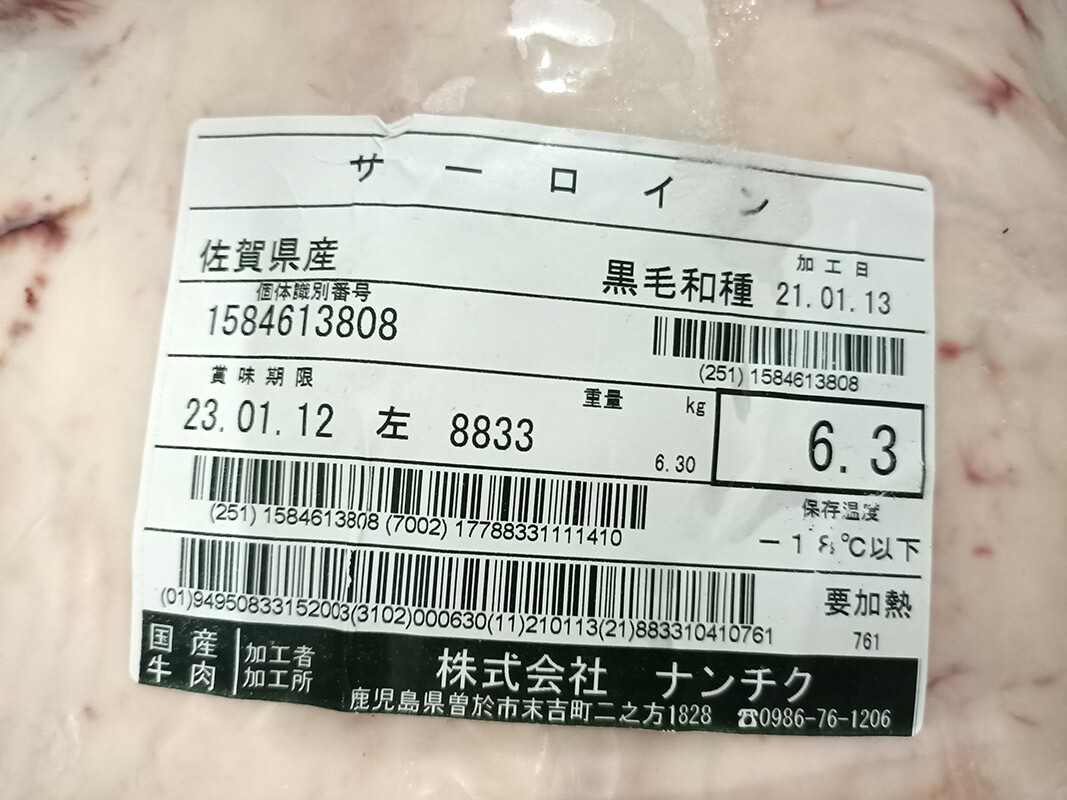 サーロイン
佐賀県産
黒毛和種
加工日
21.01.13
個体識別番号
1584613808
(251) 1584613808
賞味期限
23.01.12 左 8833
重量 kg
6.30
6.3
(251) 1584613808 (7002) 17788331111410
保存温度
−18℃以下
(01)94950833152003(3102)000630(11)210113(21)883310410761
要加熱
761
国産牛肉
加工者
加工所
株式会社 ナンチク
鹿児島県曽於市末吉町二之方1828 ☎0986-76-1206